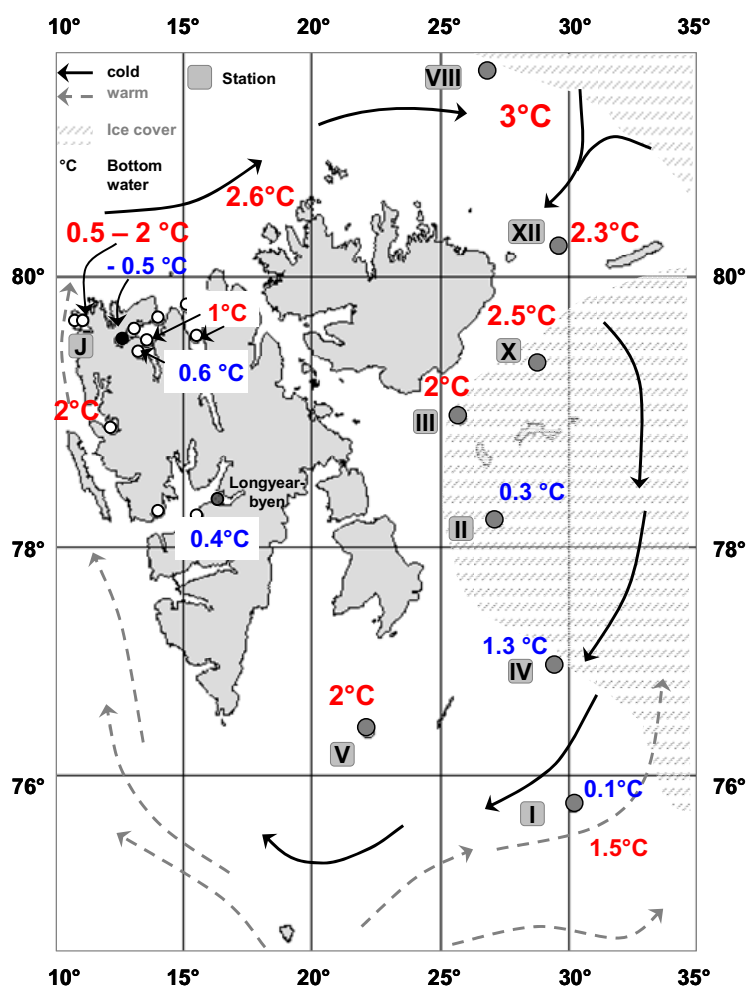 10° 15° 20° 25° 30° 35°
cold
warm
Station
VIII
Ice cover
3°C
°C Bottom
water
2.6°C
0.5 – 2 °C
XII 2.3°C
- 0.5 °C
80° 80°
1°C
2.5°C
J
X
0.6 °C
2°C
2°C
III
Longyear-
byen
0.3 °C
II
0.4°C
78° 78°
1.3 °C
IV
2°C
V
76° 76°
0.1°C
I
1.5°C
10° 15° 20° 25° 30° 35°